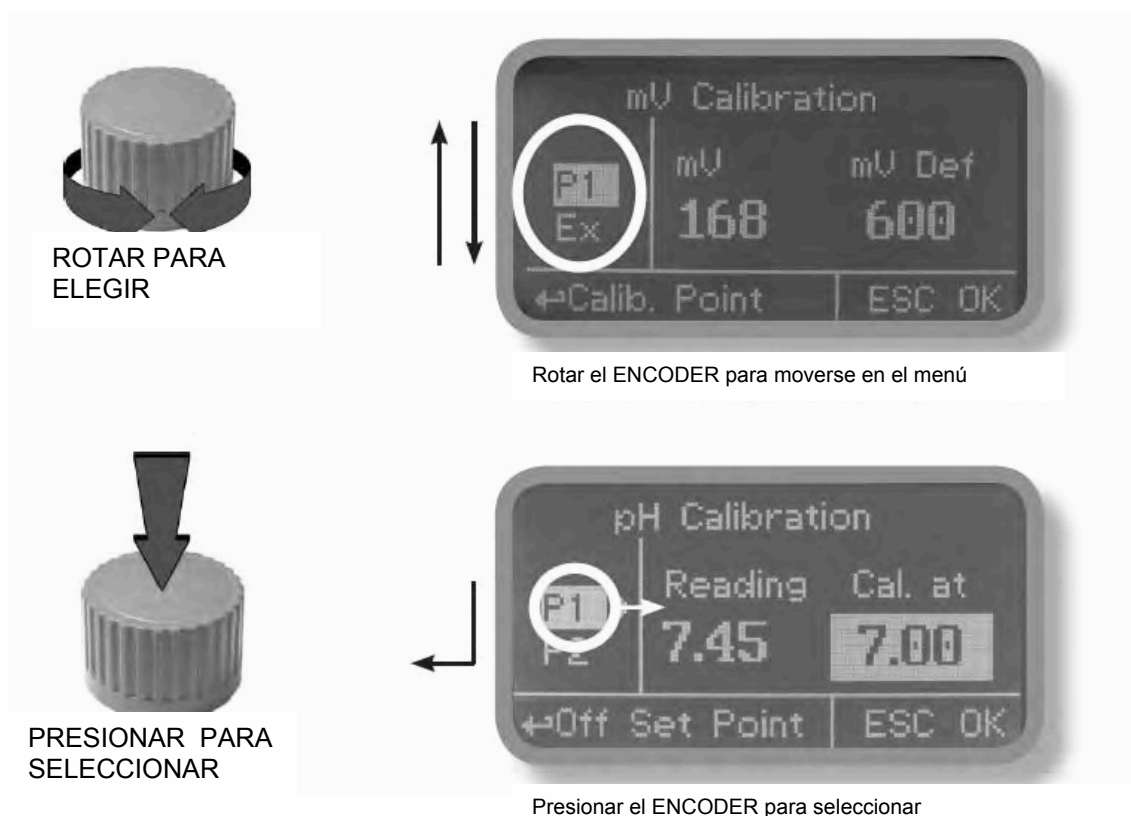 mV Calibration
P1
Ex
mV
168
mV Def
600
↵Calib. Point
ESC OK
ROTAR PARA
ELEGIR
Rotar el ENCODER para moverse en el menú
pH Calibration
P1
P2
Reading
7.45
Cal. at
7.00
↵Off Set Point
ESC OK
PRESIONAR PARA
SELECCIONAR
Presionar el ENCODER para seleccionar